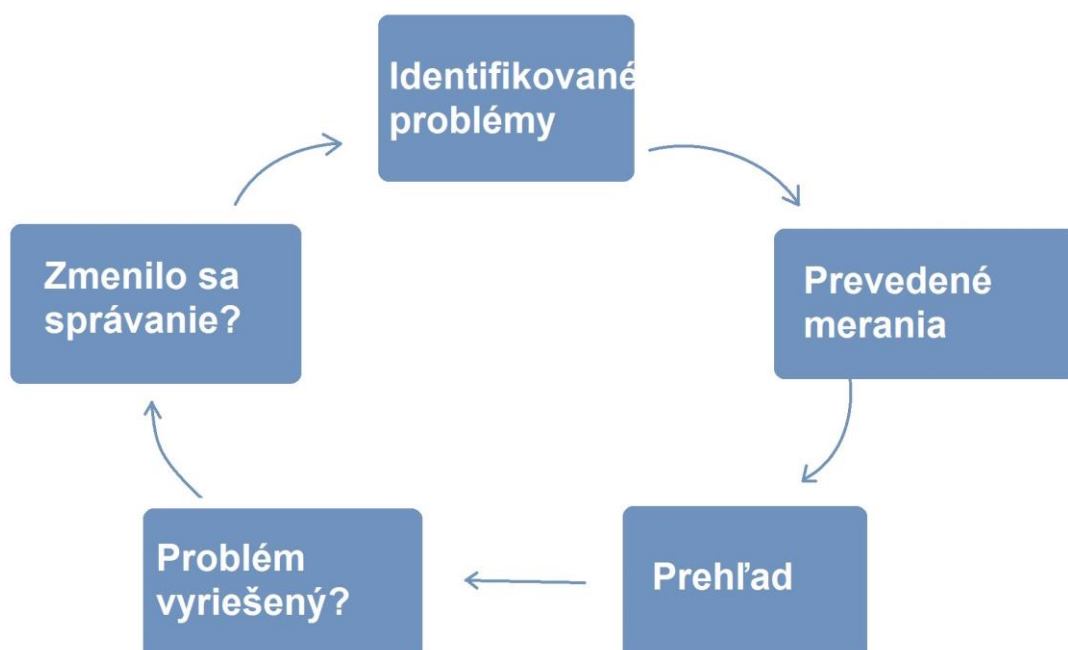 Identifikované
problémy
Prevedené
merania
Prehľad
Problém
vyriešený?
Zmenilo sa
správanie?